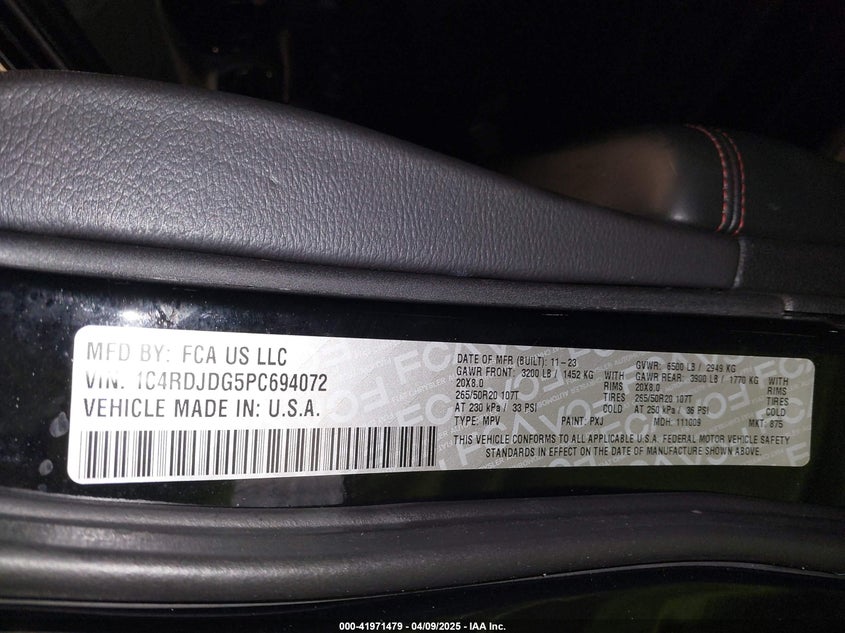 MFD BY: FCA US LLC
VIN: 1C4RDJDG5PC694072
VEHICLE MADE IN: U.S.A.
DATE OF MFR (BUILT): 11-23 GVWR: 6500 LB / 2949 KG
GAWR FRONT: 3200 LB / 1452 KG GAWR REAR: 3900 LB / 1770 KG
20X8.0 RIMS 20X8.0 RIMS
265/50R20 107T TIRES 265/50R20 107T TIRES
AT 230 kPa / 33 PSI COLD AT 250 kPa / 36 PSI COLD
TYPE: MPV PAINT: PXJ MDH: 111009 MKT: 875
THIS VEHICLE CONFORMS TO ALL APPLICABLE U.S.A. FEDERAL MOTOR VEHICLE SAFETY
STANDARDS IN EFFECT ON THE DATE OF MANUFACTURE SHOWN ABOVE.
000-41971479 - 04/09/2025 - IAA Inc.